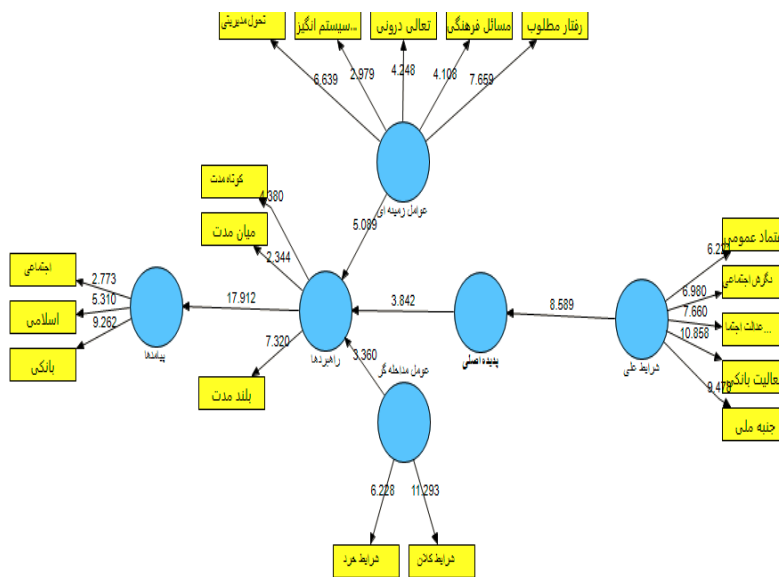 رفتار مطلوب
مسائل فرهنگی
تعالی درونی
سیستم انگیز...
تحول مدیریتی
7.659
4.108
4.248
2.979
6.639
عوامل زمینه ای
5.089
کوتاه مدت
4.380
میان مدت
2.344
بلند مدت
7.320
راهبردها
17.912
پیامدها
اجتماعی
2.773
اسلامی
5.310
بانکی
9.262
3.842
پدیده اصلی
8.589
شرایط علی
عتماد عمومی
نگرش اجتماعی
6.980
عدالت اجتما...
7.660
عالیت بانکی
10.858
جنبه ملی
9.478
3.360
عومل مداخله گر
6.228
11.293
شرایط خرد
شرایط کلان